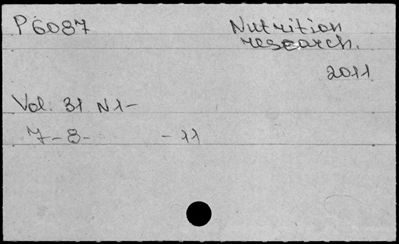 P6087 Nutrition
research.
2011
Vol. 31 N1-
7-8- -11